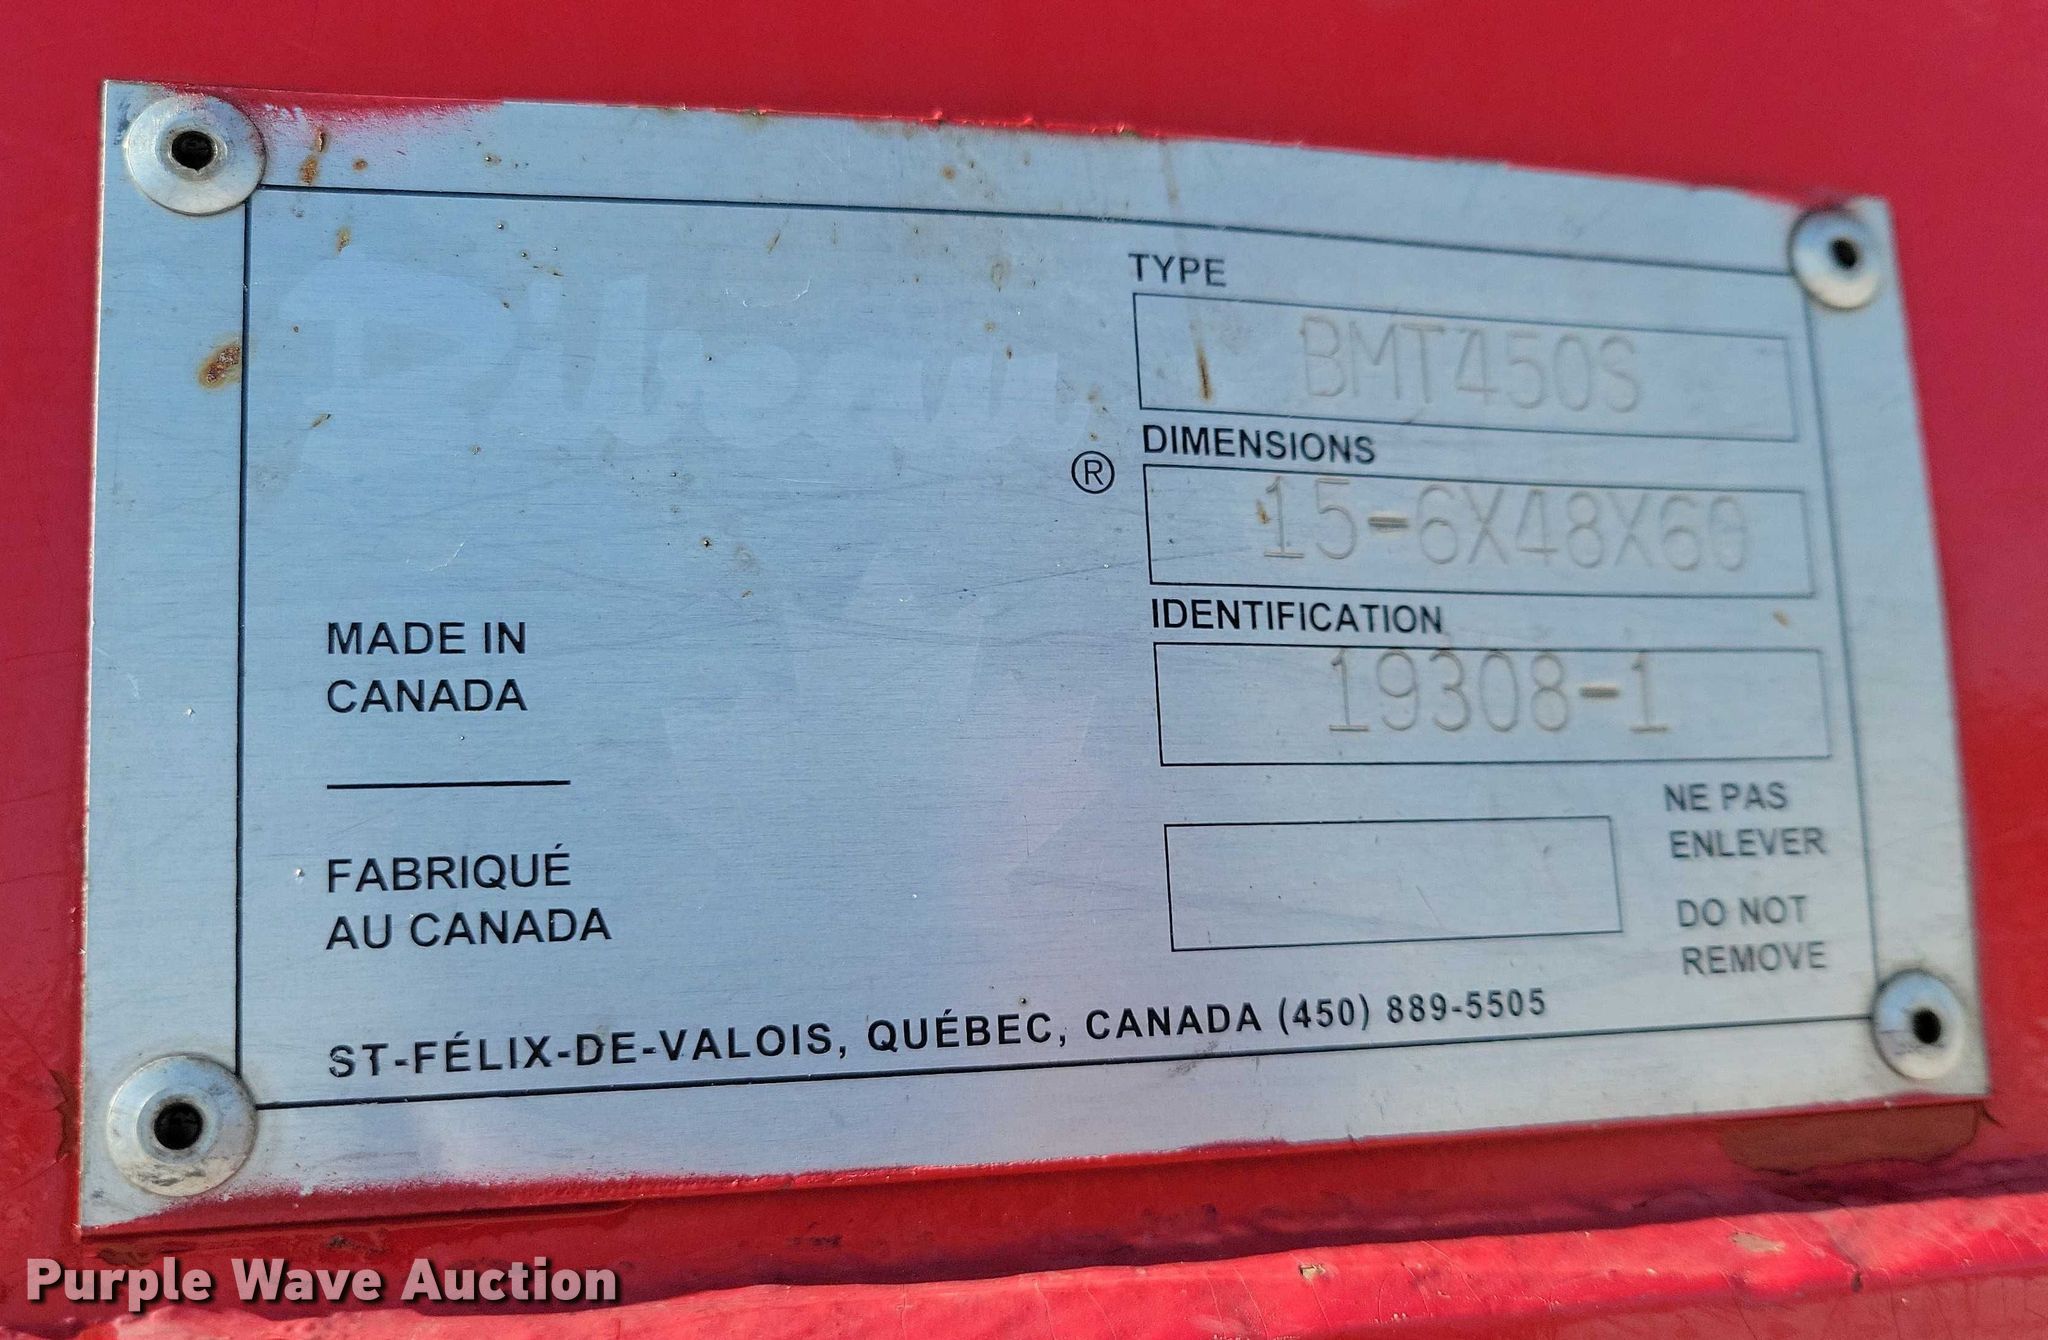 ®
TYPE
BMT450S
DIMENSIONS
15-6X48X60
IDENTIFICATION
19308-1
MADE IN
CANADA
FABRIQUÉ
AU CANADA
NE PAS
ENLEVER
DO NOT
REMOVE
ST-FÉLIX-DE-VALOIS, QUÉBEC, CANADA (450) 889-5505
Purple Wave Auction